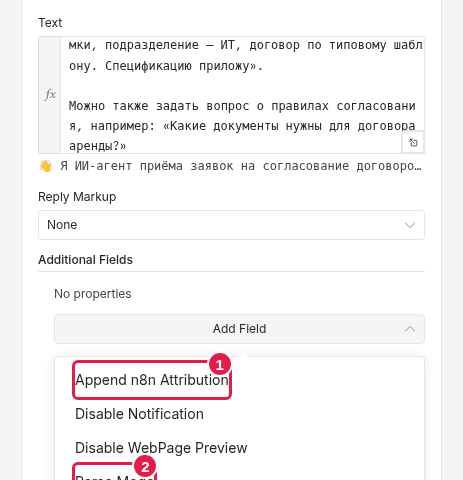 Text
мки, подразделение — ИТ, договор по типовому шабл
ону. Спецификацию приложу».
Можно также задать вопрос о правилах согласовани
я, например: «Какие документы нужны для договора
аренды?»
fx
👋 Я ИИ-агент приёма заявок на согласование договоро…
Reply Markup
None
Additional Fields
No properties
Add Field
1
Append n8n Attribution
Disable Notification
Disable WebPage Preview
2
Parse Mode